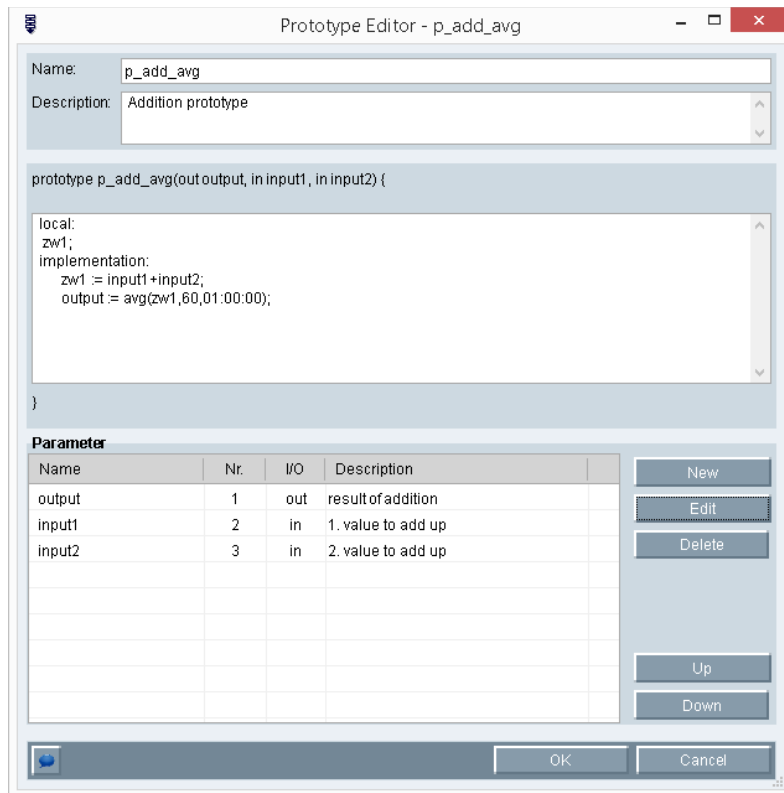 Prototype Editor - p_add_avg
Name: p_add_avg
Description: Addition prototype
prototype p_add_avg(out output, in input1, in input2) {
local:
zw1;
implementation:
zw1 := input1+input2;
output := avg(zw1,60,01:00:00);
}
Parameter
Name Nr. I/O Description
output 1 out result of addition
input1 2 in 1. value to add up
input2 3 in 2. value to add up
New
Edit
Delete
Up
Down
OK Cancel